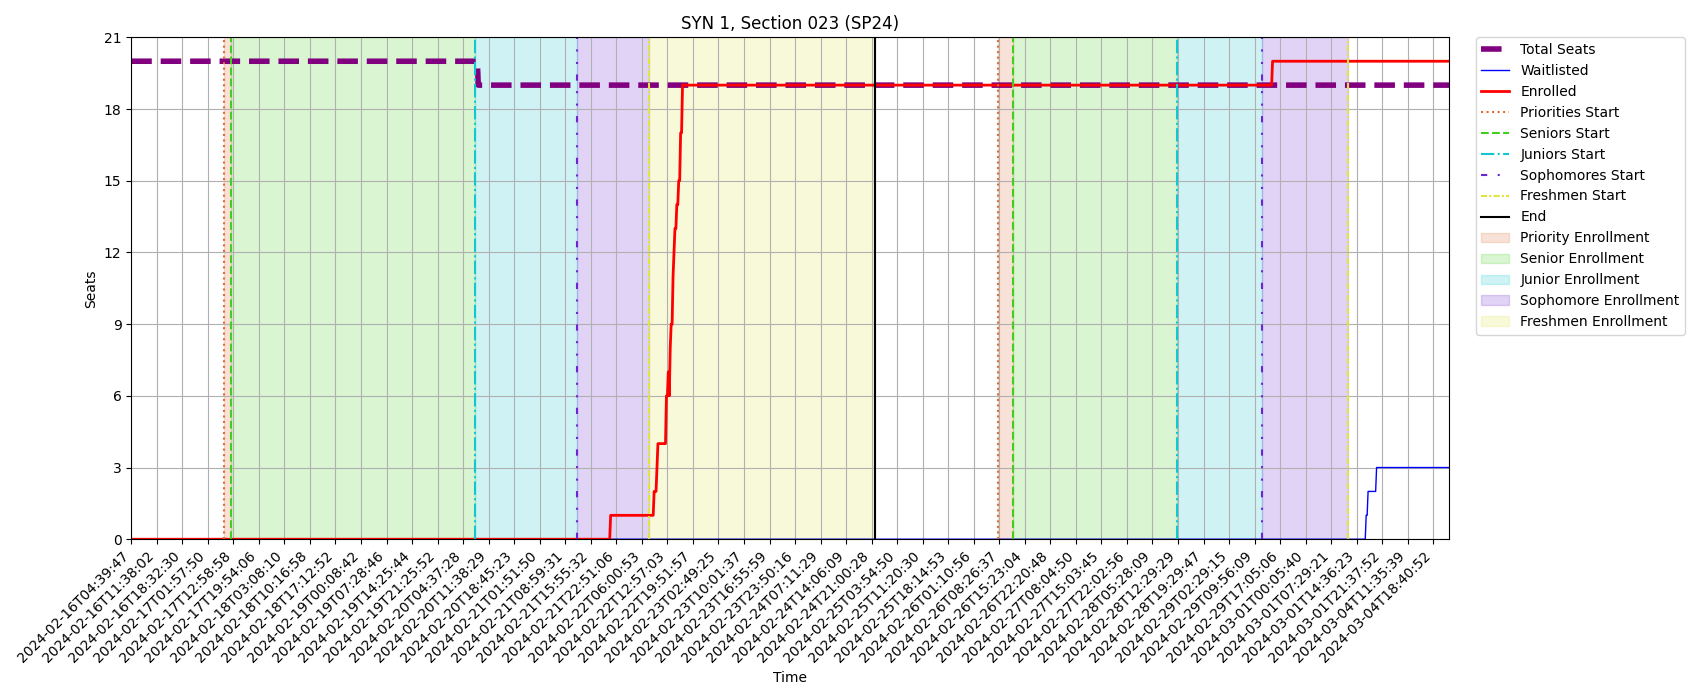 SYN 1, Section 023 (SP24)
Seats
21
18
15
12
9
6
3
0
2024-02-16T04:39:47
2024-02-16T11:38:02
2024-02-16T18:32:30
2024-02-17T01:57:50
2024-02-17T12:58:58
2024-02-17T19:54:06
2024-02-18T03:08:10
2024-02-18T10:16:58
2024-02-18T17:12:52
2024-02-19T00:08:42
2024-02-19T07:28:46
2024-02-19T14:25:44
2024-02-19T21:25:52
2024-02-20T04:37:28
2024-02-20T11:38:29
2024-02-20T18:45:23
2024-02-21T01:51:50
2024-02-21T08:59:31
2024-02-21T15:55:32
2024-02-21T22:51:06
2024-02-22T06:00:53
2024-02-22T12:57:03
2024-02-22T19:51:57
2024-02-23T02:49:25
2024-02-23T10:01:37
2024-02-23T16:55:59
2024-02-23T23:50:16
2024-02-24T07:11:29
2024-02-24T14:06:09
2024-02-24T21:00:28
2024-02-25T03:54:50
2024-02-25T11:20:30
2024-02-25T18:14:53
2024-02-26T01:10:56
2024-02-26T08:26:37
2024-02-26T15:23:04
2024-02-26T22:20:48
2024-02-27T08:04:50
2024-02-27T15:03:45
2024-02-27T22:02:56
2024-02-28T05:28:09
2024-02-28T12:29:29
2024-02-28T19:29:47
2024-02-29T02:29:15
2024-02-29T09:56:09
2024-02-29T17:05:06
2024-03-01T00:05:40
2024-03-01T07:29:21
2024-03-01T14:36:23
2024-03-01T21:37:52
2024-03-04T11:35:39
2024-03-04T18:40:52
Time
Total Seats
Waitlisted
Enrolled
Priorities Start
Seniors Start
Juniors Start
Sophomores Start
Freshmen Start
End
Priority Enrollment
Senior Enrollment
Junior Enrollment
Sophomore Enrollment
Freshmen Enrollment